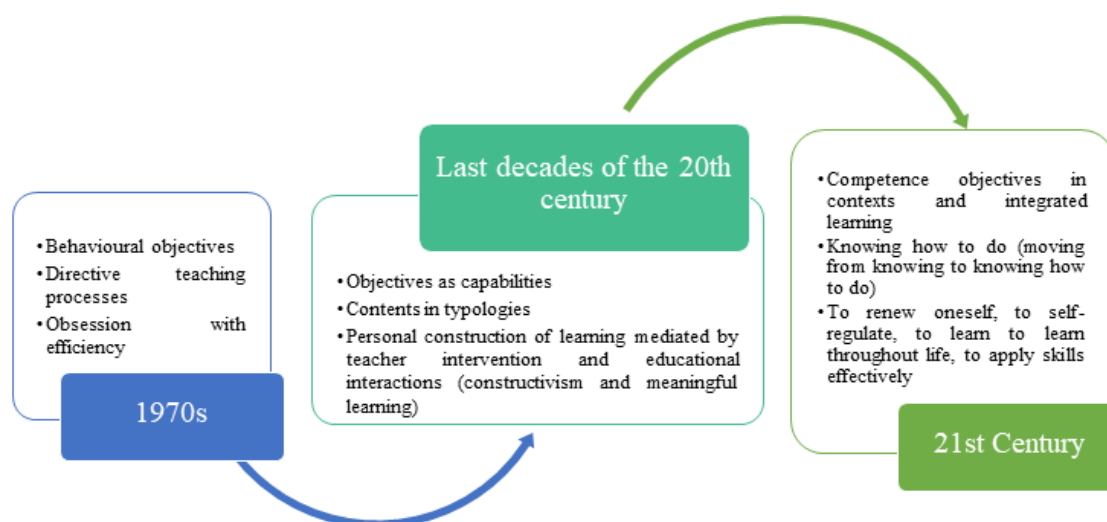 •Behavioural objectives
•Directive teaching
processes
•Obsession with
efficiency
1970s
Last decades of the 20th
century
•Objectives as capabilities
•Contents in typologies
•Personal construction of learning mediated by
teacher intervention and educational
interactions (constructivism and meaningful
learning)
•Competence objectives in
contexts and integrated
learning
•Knowing how to do (moving
from knowing to knowing how
to do)
•To renew oneself, to self-
regulate, to learn to learn
throughout life, to apply skills
effectively
21st Century